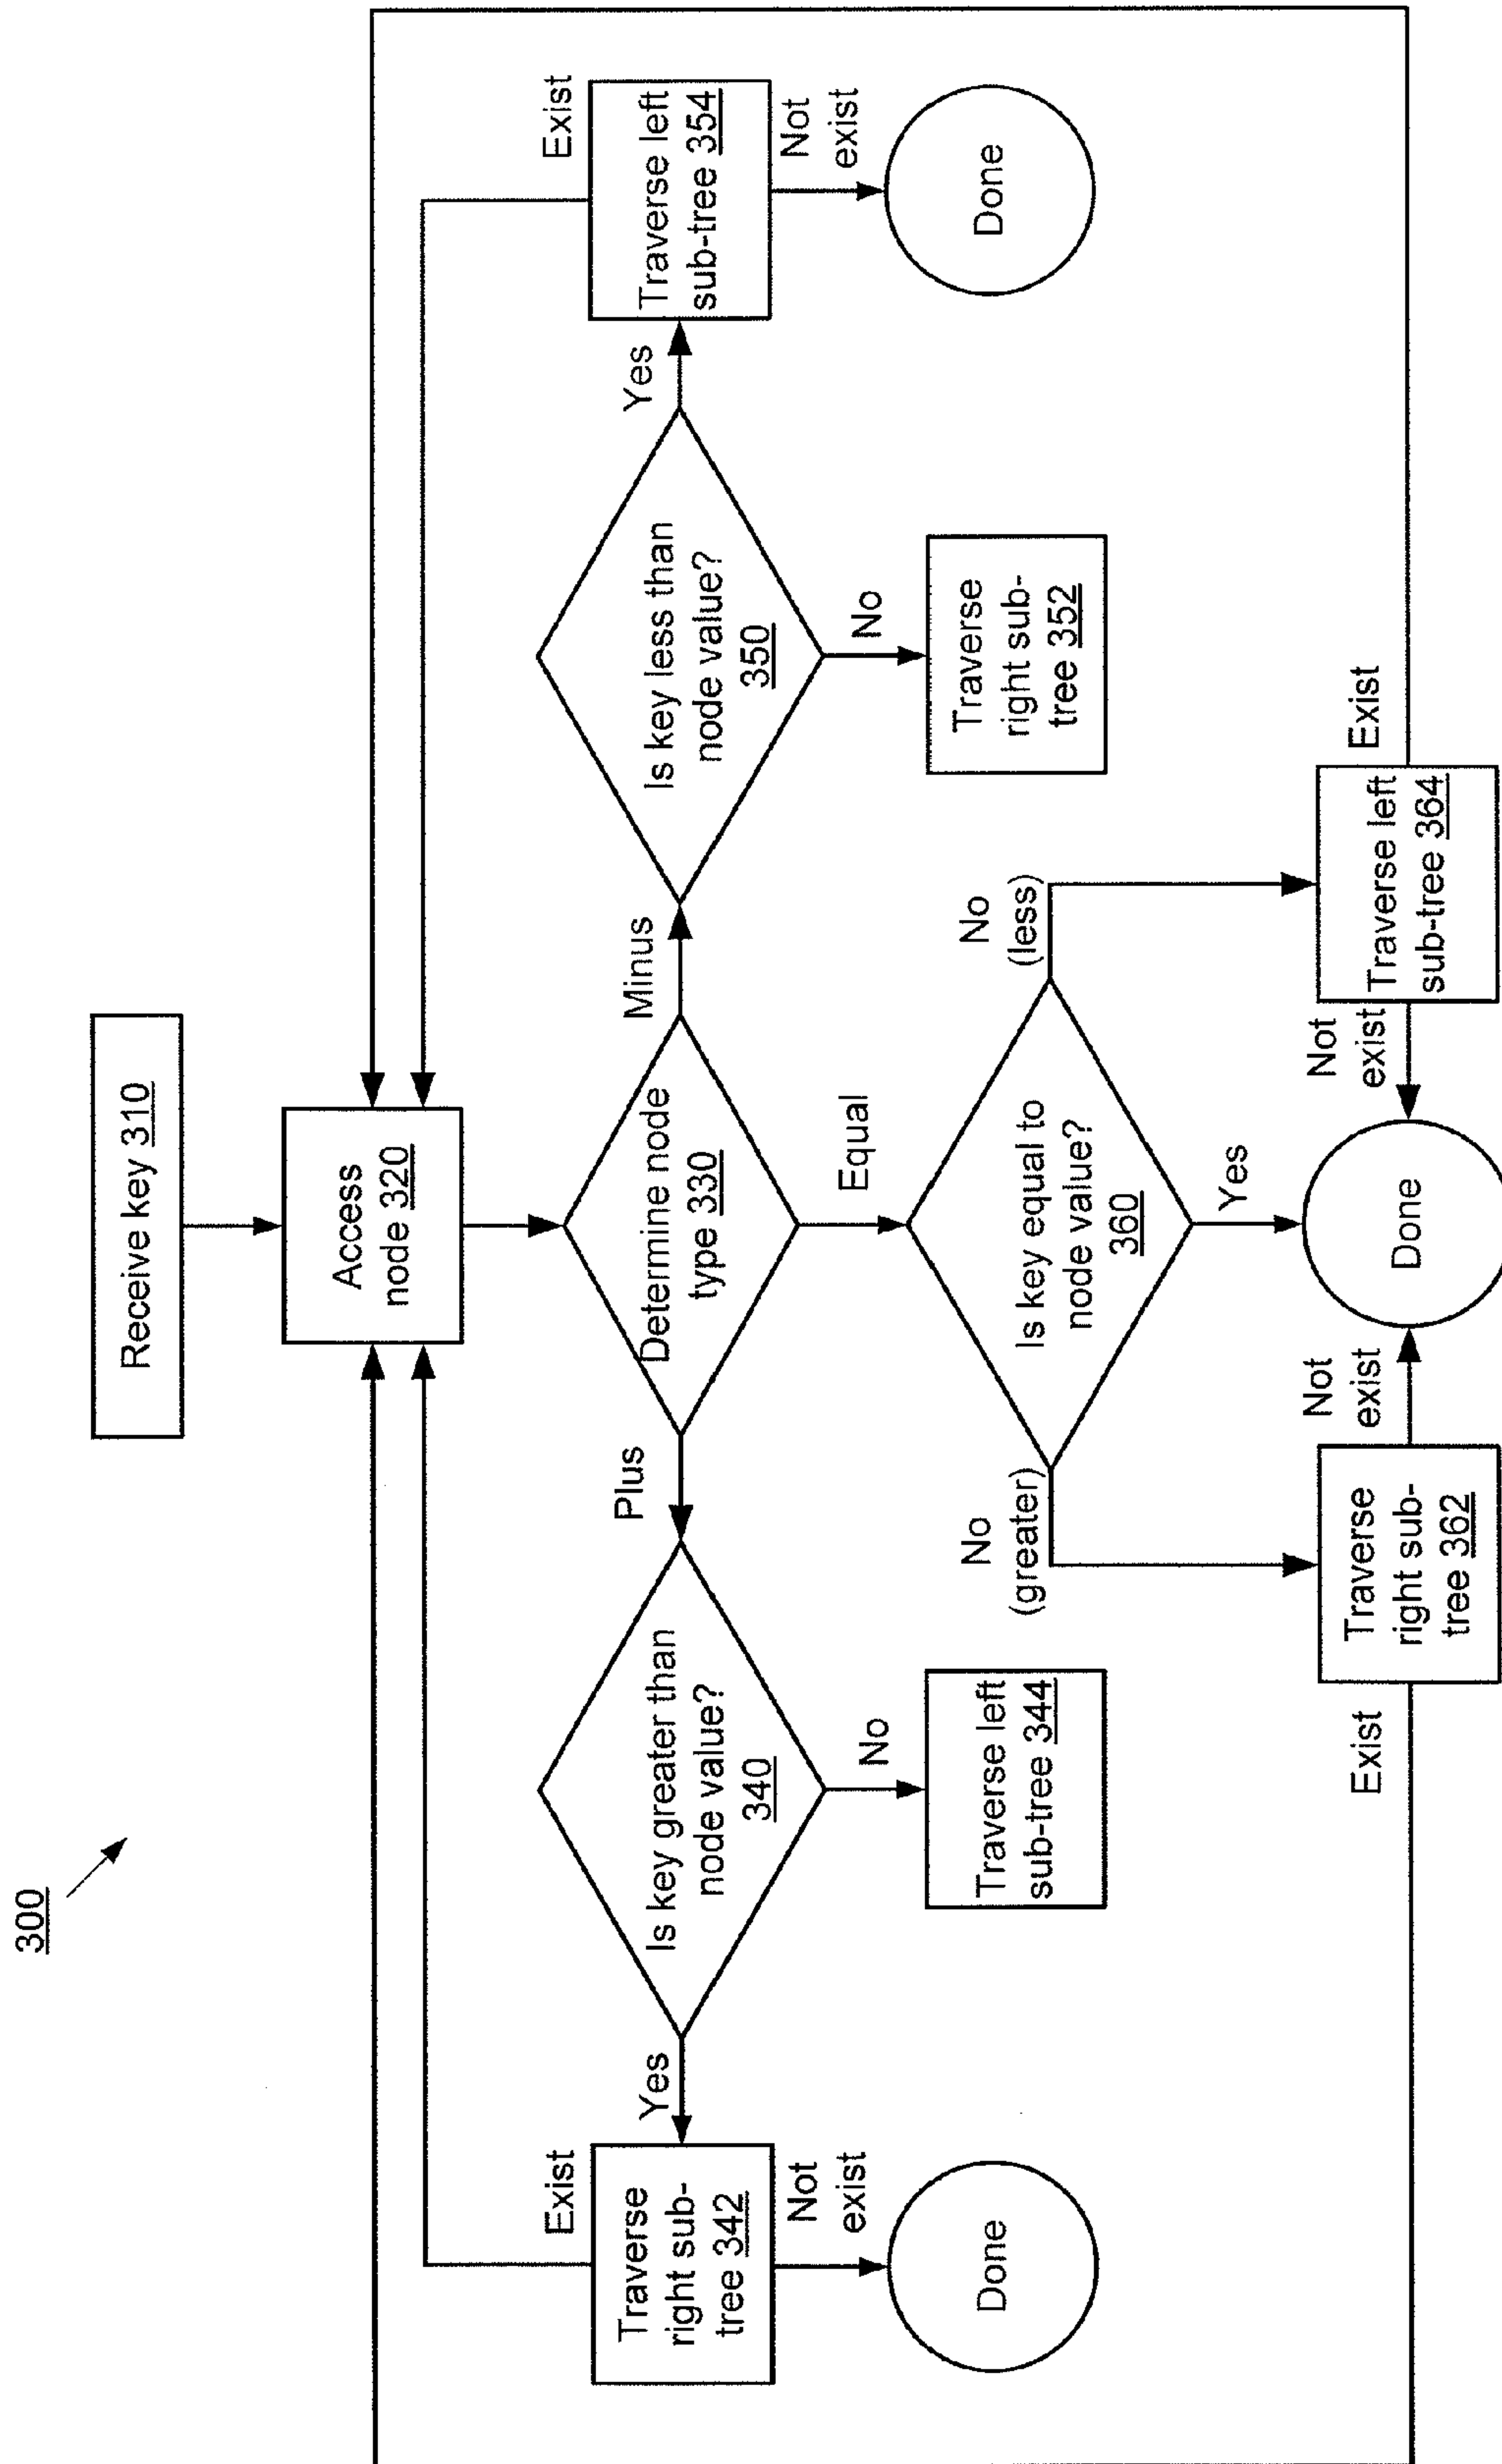 300
Receive key 310
Access
node 320
Determine node
type 330
Plus
Minus
Equal
Is key greater than
node value?
340
Yes
No
Traverse
right sub-
tree 342
Exist
Not
exist
Done
Traverse left
sub-tree 344
Is key less than
node value?
350
Yes
No
Traverse left
sub-tree 354
Exist
Not
exist
Done
Traverse
right sub-
tree 352
Is key equal to
node value?
360
No
(greater)
No
(less)
Yes
Traverse
right sub-
tree 362
Exist
Not
exist
Done
Not
exist
Traverse left
sub-tree 364
Exist